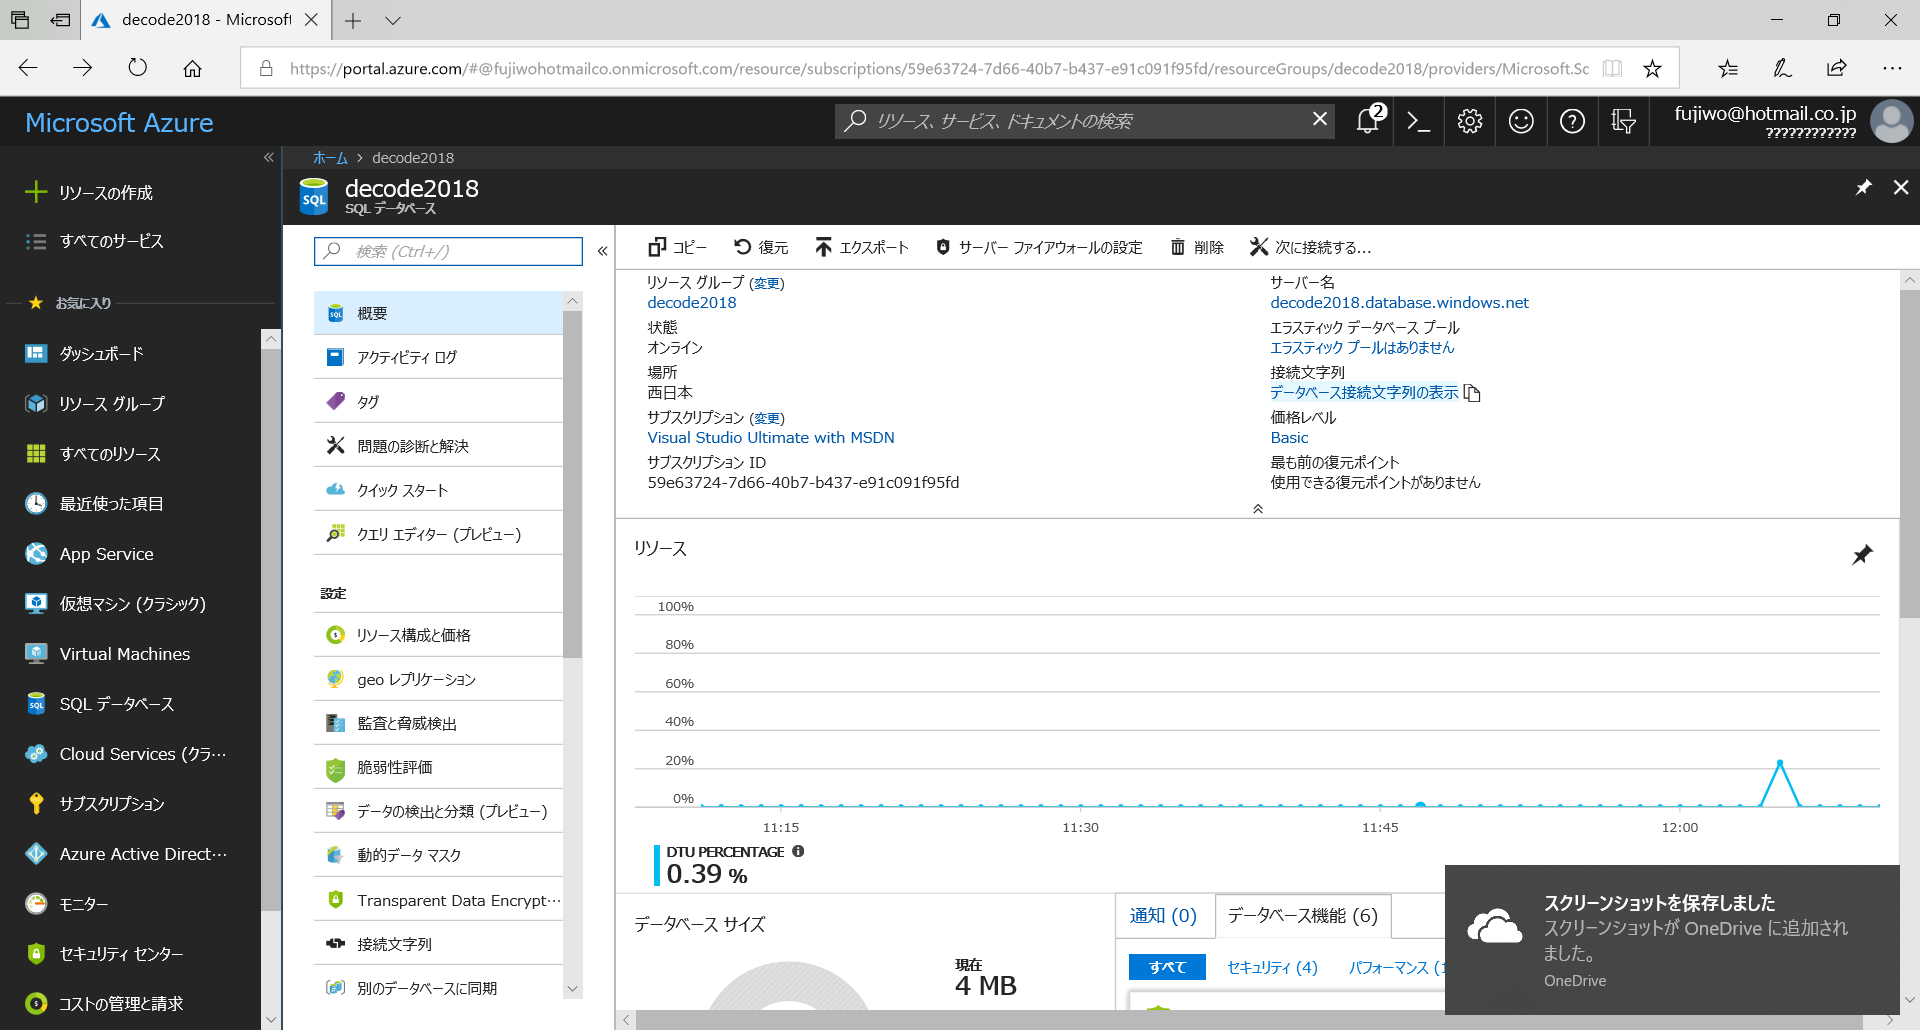 decode2018 - Microsoft
https://portal.azure.com/#@fujiwohotmailco.onmicrosoft.com/resource/subscriptions/59e63724-7d66-40b7-b437-e91c091f95fd/resourceGroups/decode2018/providers/Microsoft.Sc
Microsoft Azure
リソース、サービス、ドキュメントの検索
2
fujiwo@hotmail.co.jp
????????????
ホーム > decode2018
decode2018
SQL データベース
リソースの作成
すべてのサービス
お気に入り
ダッシュボード
リソース グループ
すべてのリソース
最近使った項目
App Service
仮想マシン (クラシック)
Virtual Machines
SQL データベース
Cloud Services (クラ…
サブスクリプション
Azure Active Direct…
モニター
セキュリティ センター
コストの管理と請求
検索 (Ctrl+/)
概要
アクティビティ ログ
タグ
問題の診断と解決
クイック スタート
クエリ エディター (プレビュー)
設定
リソース構成と価格
geo レプリケーション
監査と脅威検出
脆弱性評価
データの検出と分類 (プレビュー)
動的データ マスク
Transparent Data Encrypt…
接続文字列
別のデータベースに同期
コピー
復元
エクスポート
サーバー ファイアウォールの設定
削除
次に接続する...
リソース グループ (変更)
decode2018
状態
オンライン
場所
西日本
サブスクリプション (変更)
Visual Studio Ultimate with MSDN
サブスクリプション ID
59e63724-7d66-40b7-b437-e91c091f95fd
サーバー名
decode2018.database.windows.net
エラスティック データベース プール
エラスティック プールはありません
接続文字列
データベース接続文字列の表示
価格レベル
Basic
最も前の復元ポイント
使用できる復元ポイントがありません
リソース
100%
80%
60%
40%
20%
0%
11:15
11:30
11:45
12:00
DTU PERCENTAGE
0.39 %
データベース サイズ
現在
4 MB
通知 (0)
データベース機能 (6)
すべて
セキュリティ (4)
パフォーマンス (1
スクリーンショットを保存しました
スクリーンショットが OneDrive に追加され
ました。
OneDrive